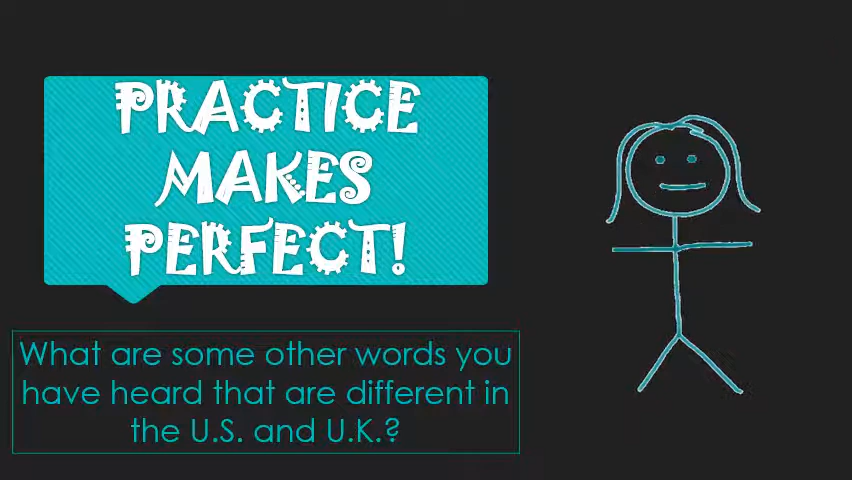 PRACTICE
MAKES
PERFECT!
What are some other words you
have heard that are different in
the U.S. and U.K.?